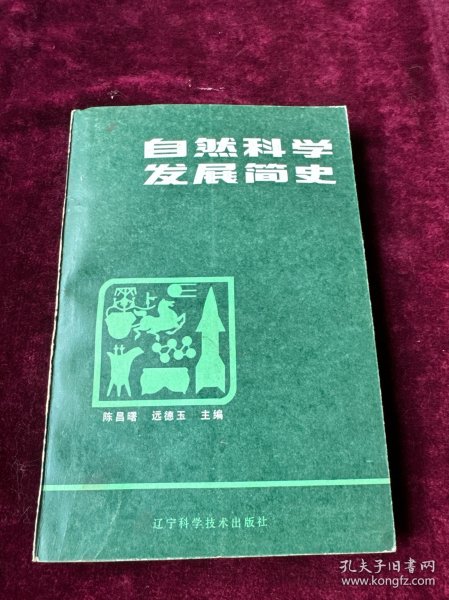 自然科学
发展简史
陈昌曙 远德玉 主编
辽宁科学技术出版社
孔夫子旧书网
www.kongfz.com